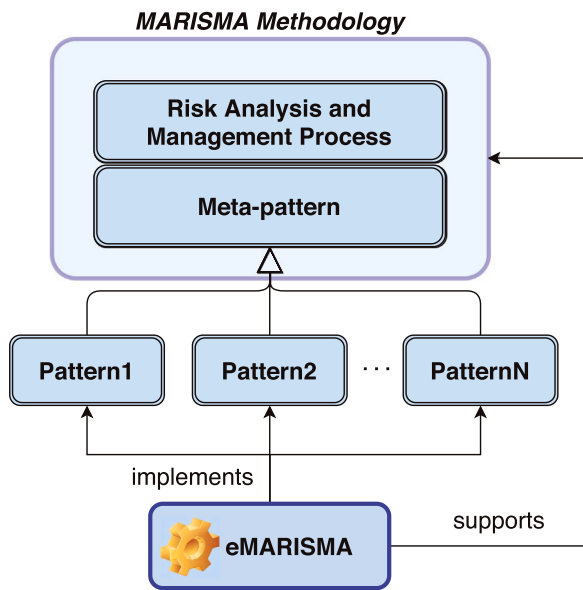 MARISMA Methodology
Risk Analysis and
Management Process
Meta-pattern
Pattern1
Pattern2
...
PatternN
implements
eMARISMA
supports